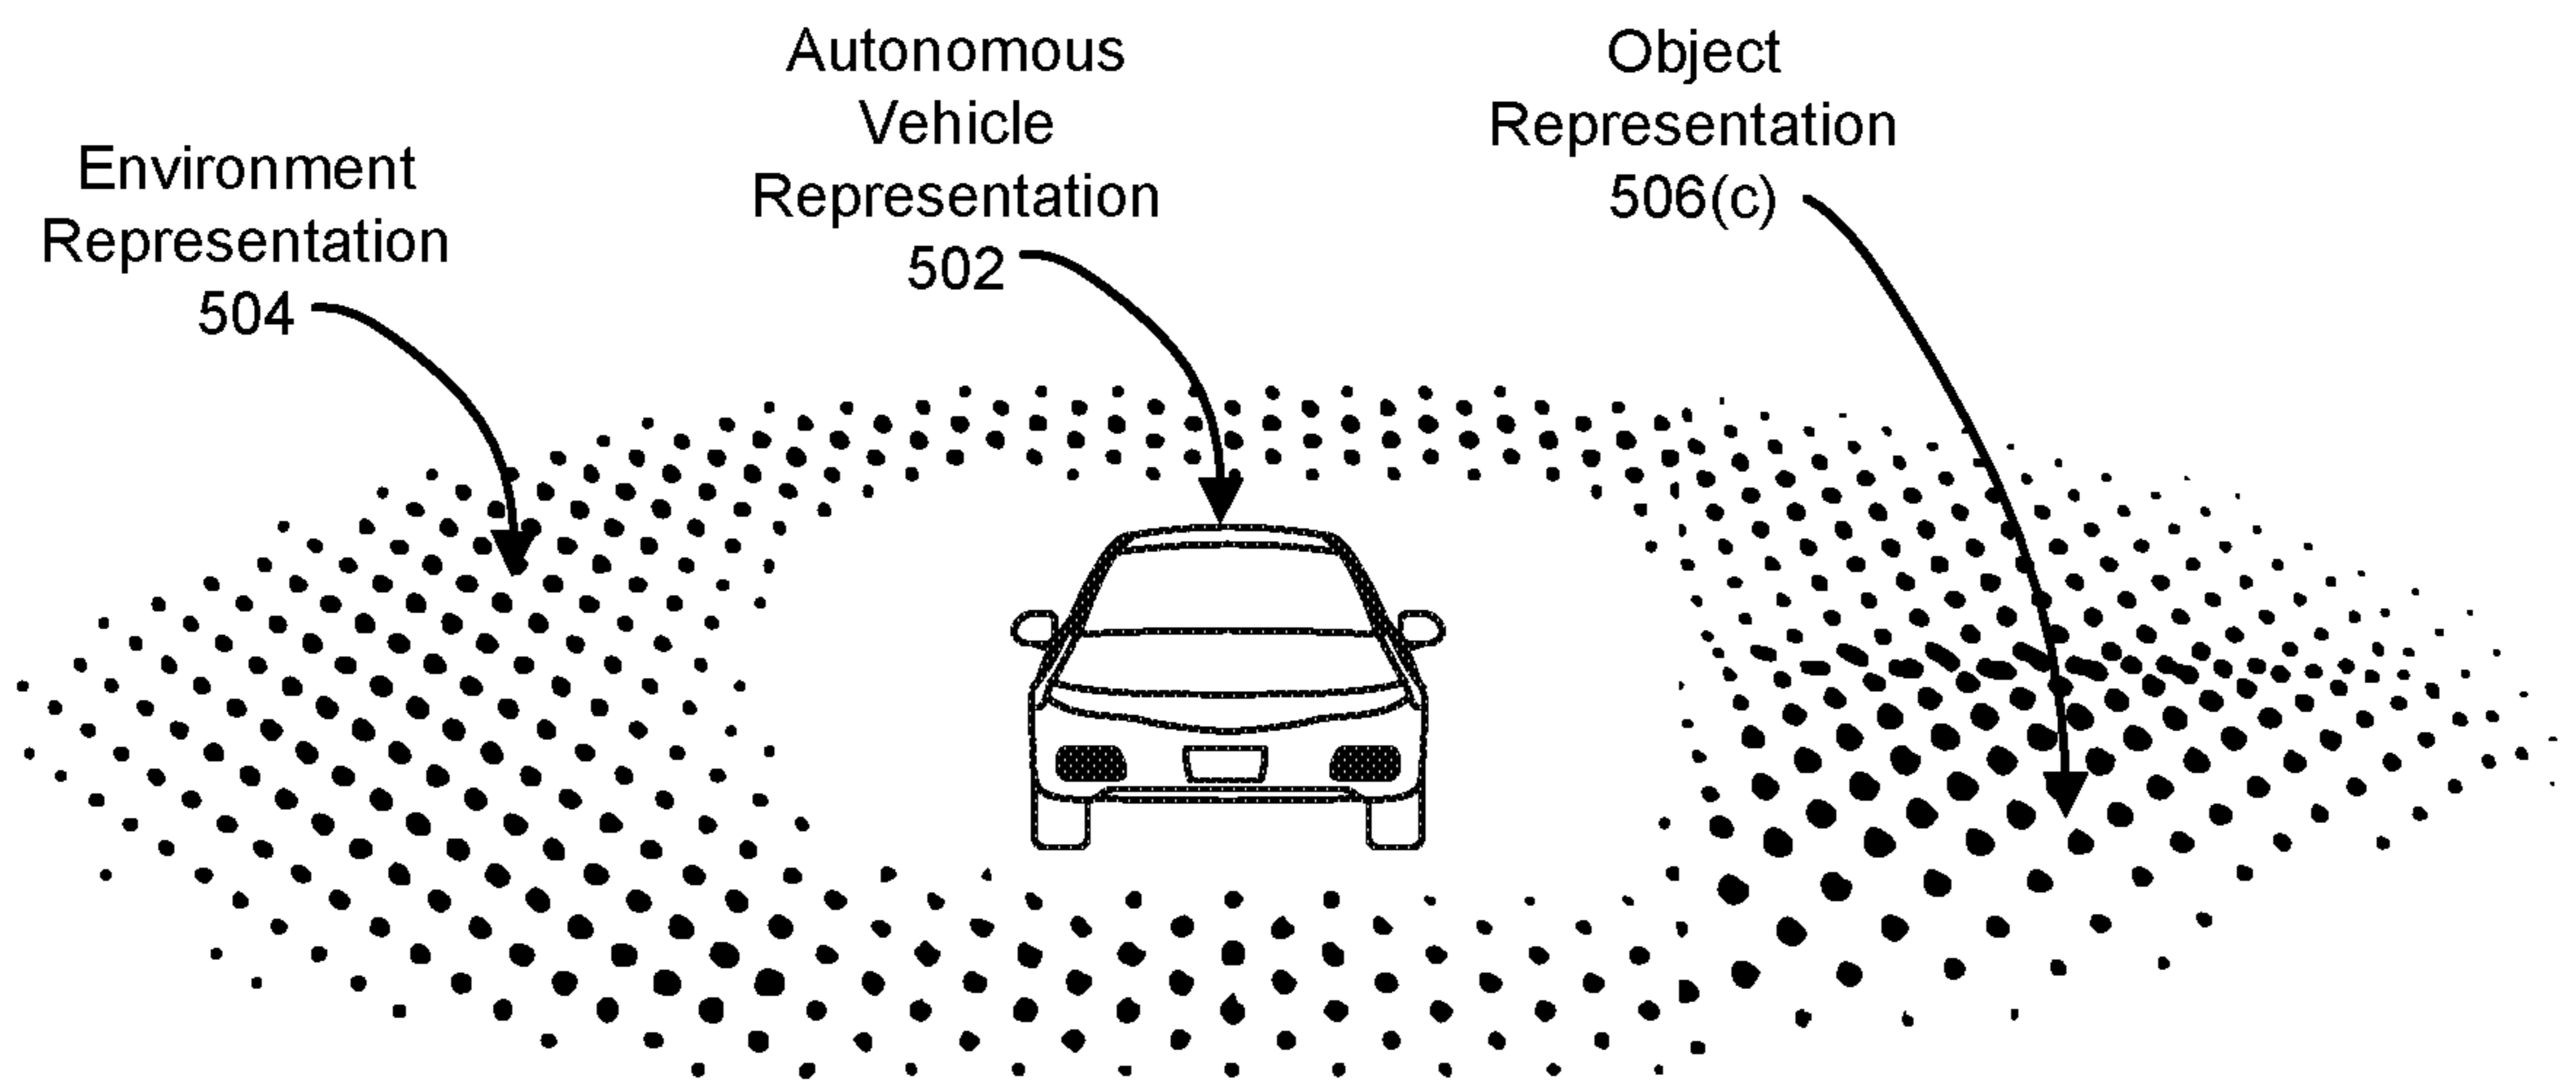 Environment
Representation
504
Autonomous
Vehicle
Representation
502
Object
Representation
506(c)